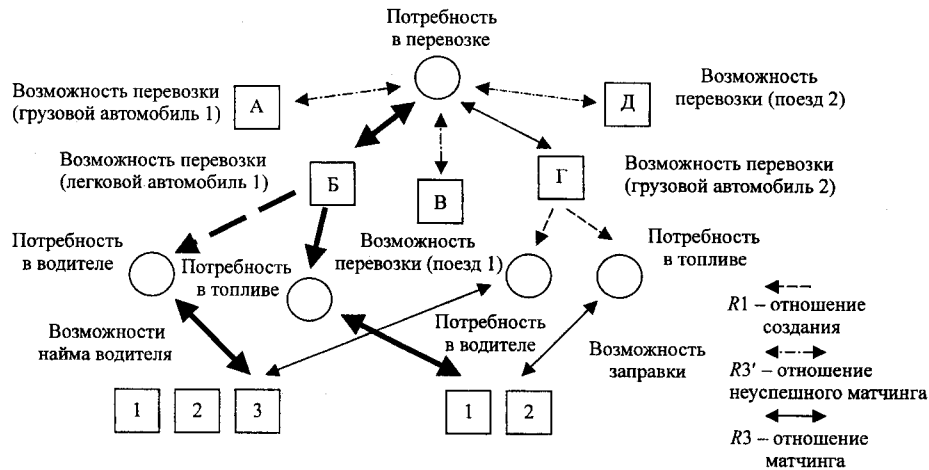 Потребность
в перевозке
Возможность перевозки
(грузовой автомобиль 1)
А
Д
Возможность
перевозки (поезд 2)
Возможность перевозки
(легковой автомобиль 1)
Б
В
Г
Возможность перевозки
(грузовой автомобиль 2)
Потребность
в водителе
Потребность
в топливе
Возможность
перевозки (поезд 1)
Потребность
в топливе
Возможности
найма водителя
Потребность
в водителе
Возможность
заправки
1 2 3
1 2
R1 – отношение
создания
R3′ – отношение
неуспешного матчинга
R3 – отношение
матчинга